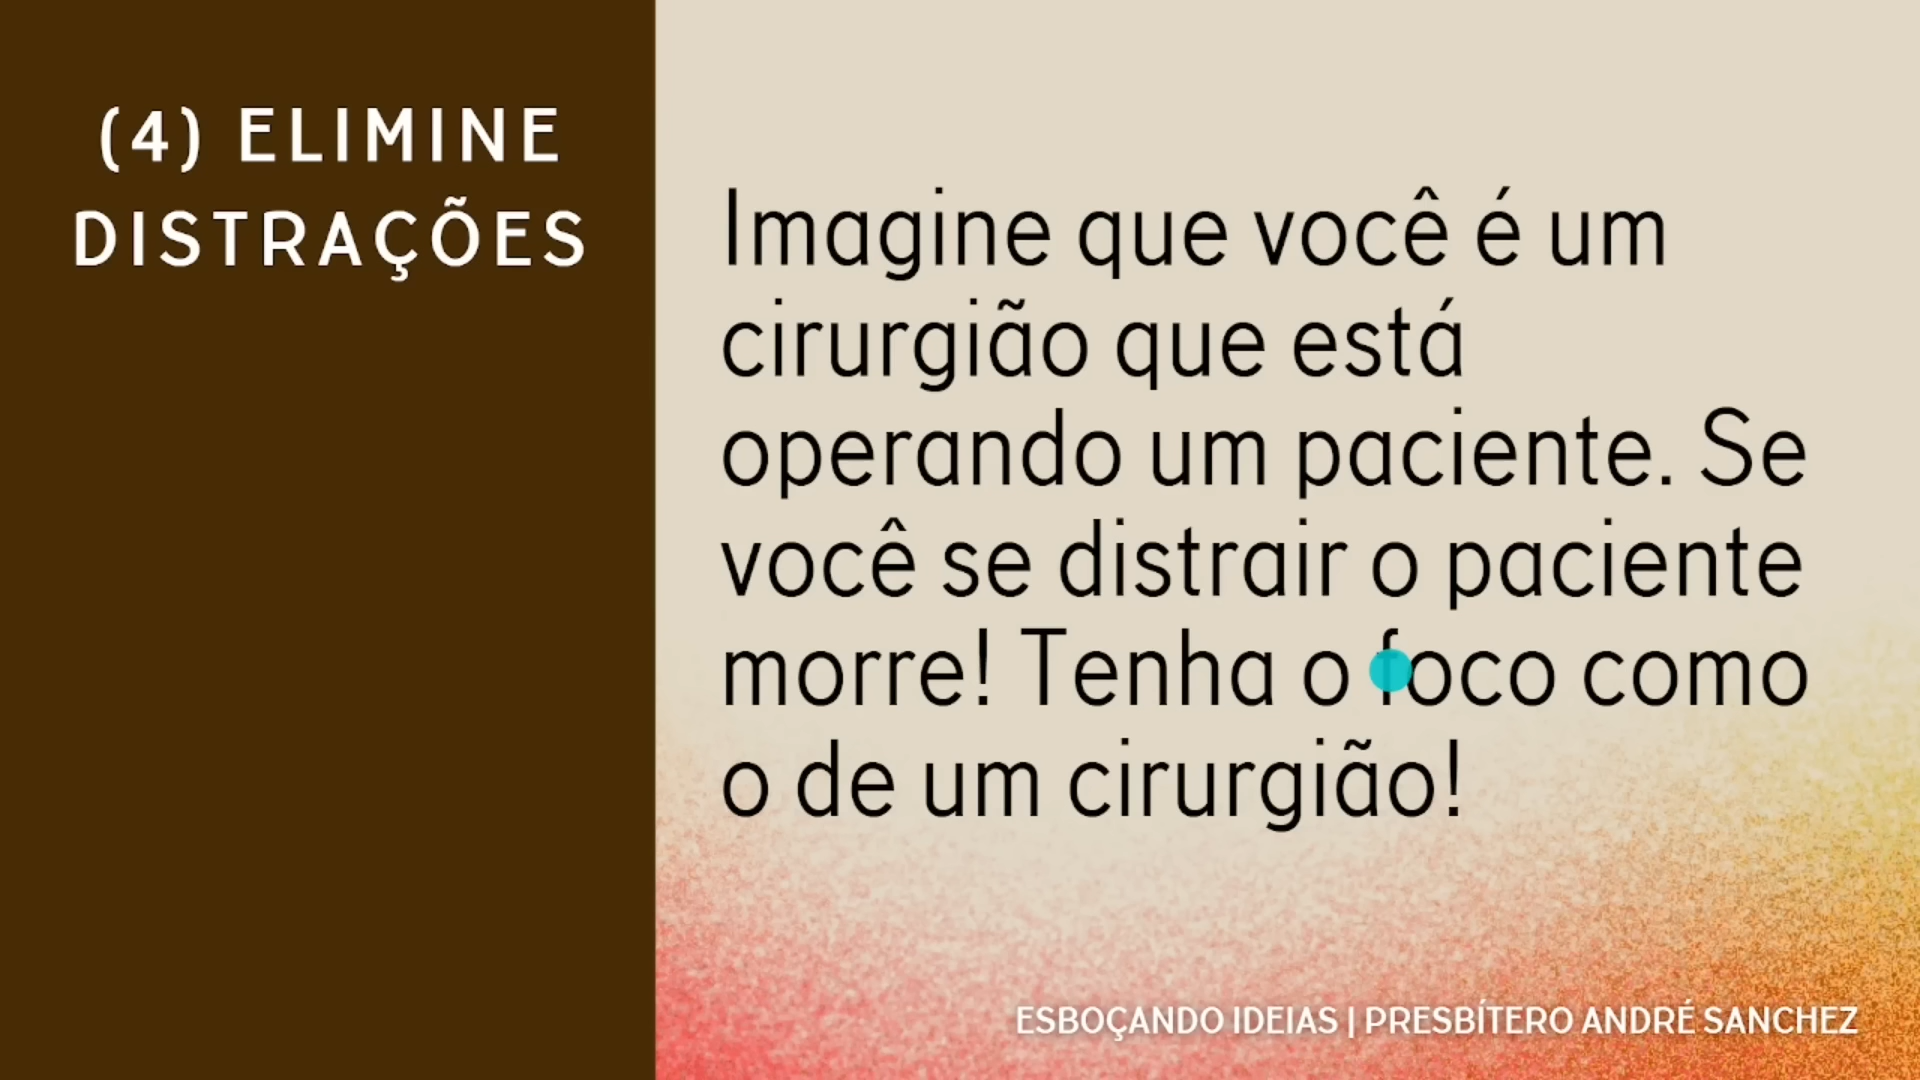 (4) ELIMINE
DISTRAÇÕES
Imagine que você é um
cirurgião que está
operando um paciente. Se
você se distrair o paciente
morre! Tenha o foco como
o de um cirurgião!
ESBOÇANDO IDEIAS | PRESBÍTERO ANDRÉ SANCHEZ